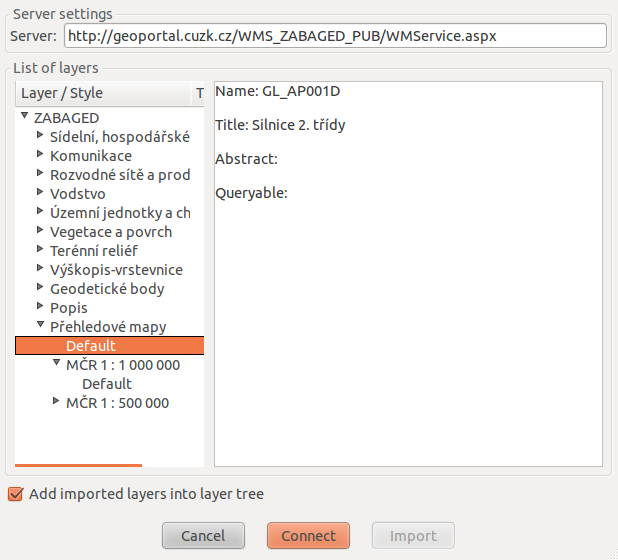 Server settings
Server: http://geoportal.cuzk.cz/WMS_ZABAGED_PUB/WMService.aspx
List of layers
Layer / Style T
ZABAGED
Sídelní, hospodářské
Komunikace
Rozvodné sítě a prod
Vodstvo
Územní jednotky a ch
Vegetace a povrch
Terénní reliéf
Výškopis-vrstevnice
Geodetické body
Popis
Přehledové mapy
Default
MČR 1 : 1 000 000
Default
MČR 1 : 500 000
Name: GL_AP001D
Title: Silnice 2. třídy
Abstract:
Queryable:
Add imported layers into layer tree
Cancel Connect Import